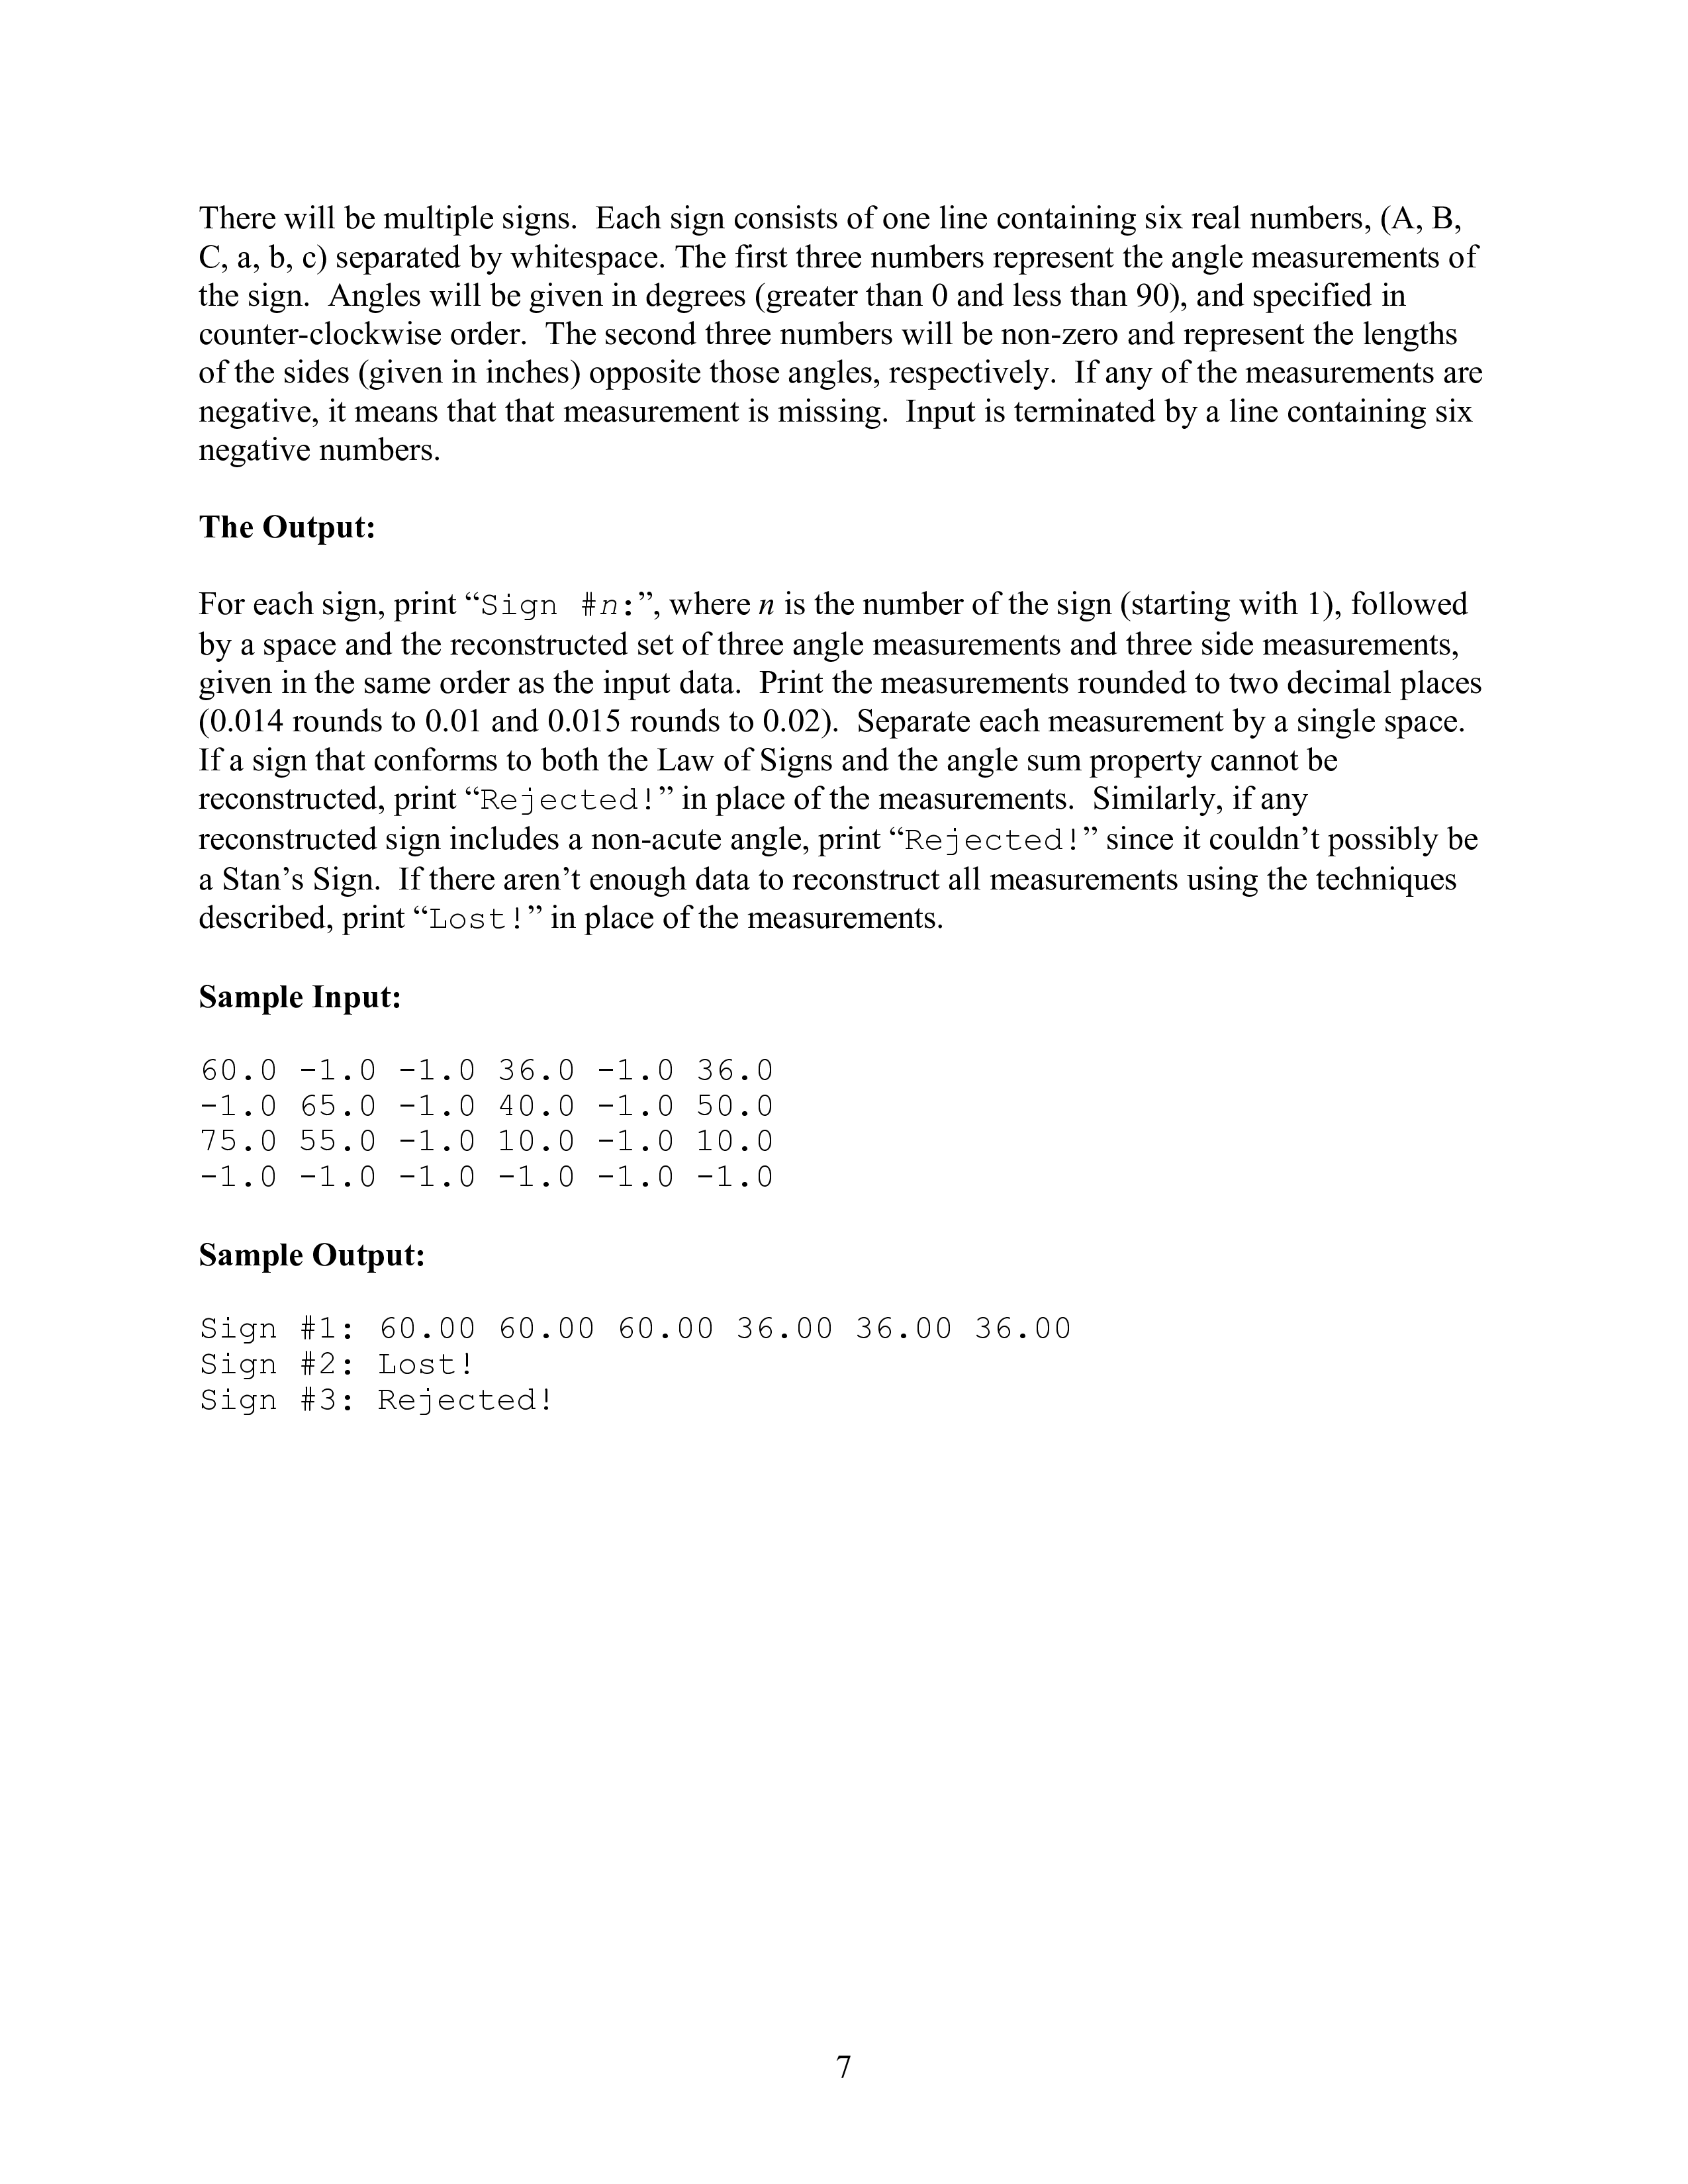 There will be multiple signs.  Each sign consists of one line containing six real numbers, (A, B,
C, a, b, c) separated by whitespace. The first three numbers represent the angle measurements of
the sign.  Angles will be given in degrees (greater than 0 and less than 90), and specified in
counter-clockwise order.  The second three numbers will be non-zero and represent the lengths
of the sides (given in inches) opposite those angles, respectively.  If any of the measurements are
negative, it means that that measurement is missing.  Input is terminated by a line containing six
negative numbers.
The Output:
For each sign, print “Sign #n:”, where n is the number of the sign (starting with 1), followed
by a space and the reconstructed set of three angle measurements and three side measurements,
given in the same order as the input data.  Print the measurements rounded to two decimal places
(0.014 rounds to 0.01 and 0.015 rounds to 0.02).  Separate each measurement by a single space.
If a sign that conforms to both the Law of Signs and the angle sum property cannot be
reconstructed, print “Rejected!” in place of the measurements.  Similarly, if any
reconstructed sign includes a non-acute angle, print “Rejected!” since it couldn’t possibly be
a Stan’s Sign.  If there aren’t enough data to reconstruct all measurements using the techniques
described, print “Lost!” in place of the measurements.
Sample Input:
60.0 -1.0 -1.0 36.0 -1.0 36.0
-1.0 65.0 -1.0 40.0 -1.0 50.0
75.0 55.0 -1.0 10.0 -1.0 10.0
-1.0 -1.0 -1.0 -1.0 -1.0 -1.0
Sample Output:
Sign #1: 60.00 60.00 60.00 36.00 36.00 36.00
Sign #2: Lost!
Sign #3: Rejected!
7